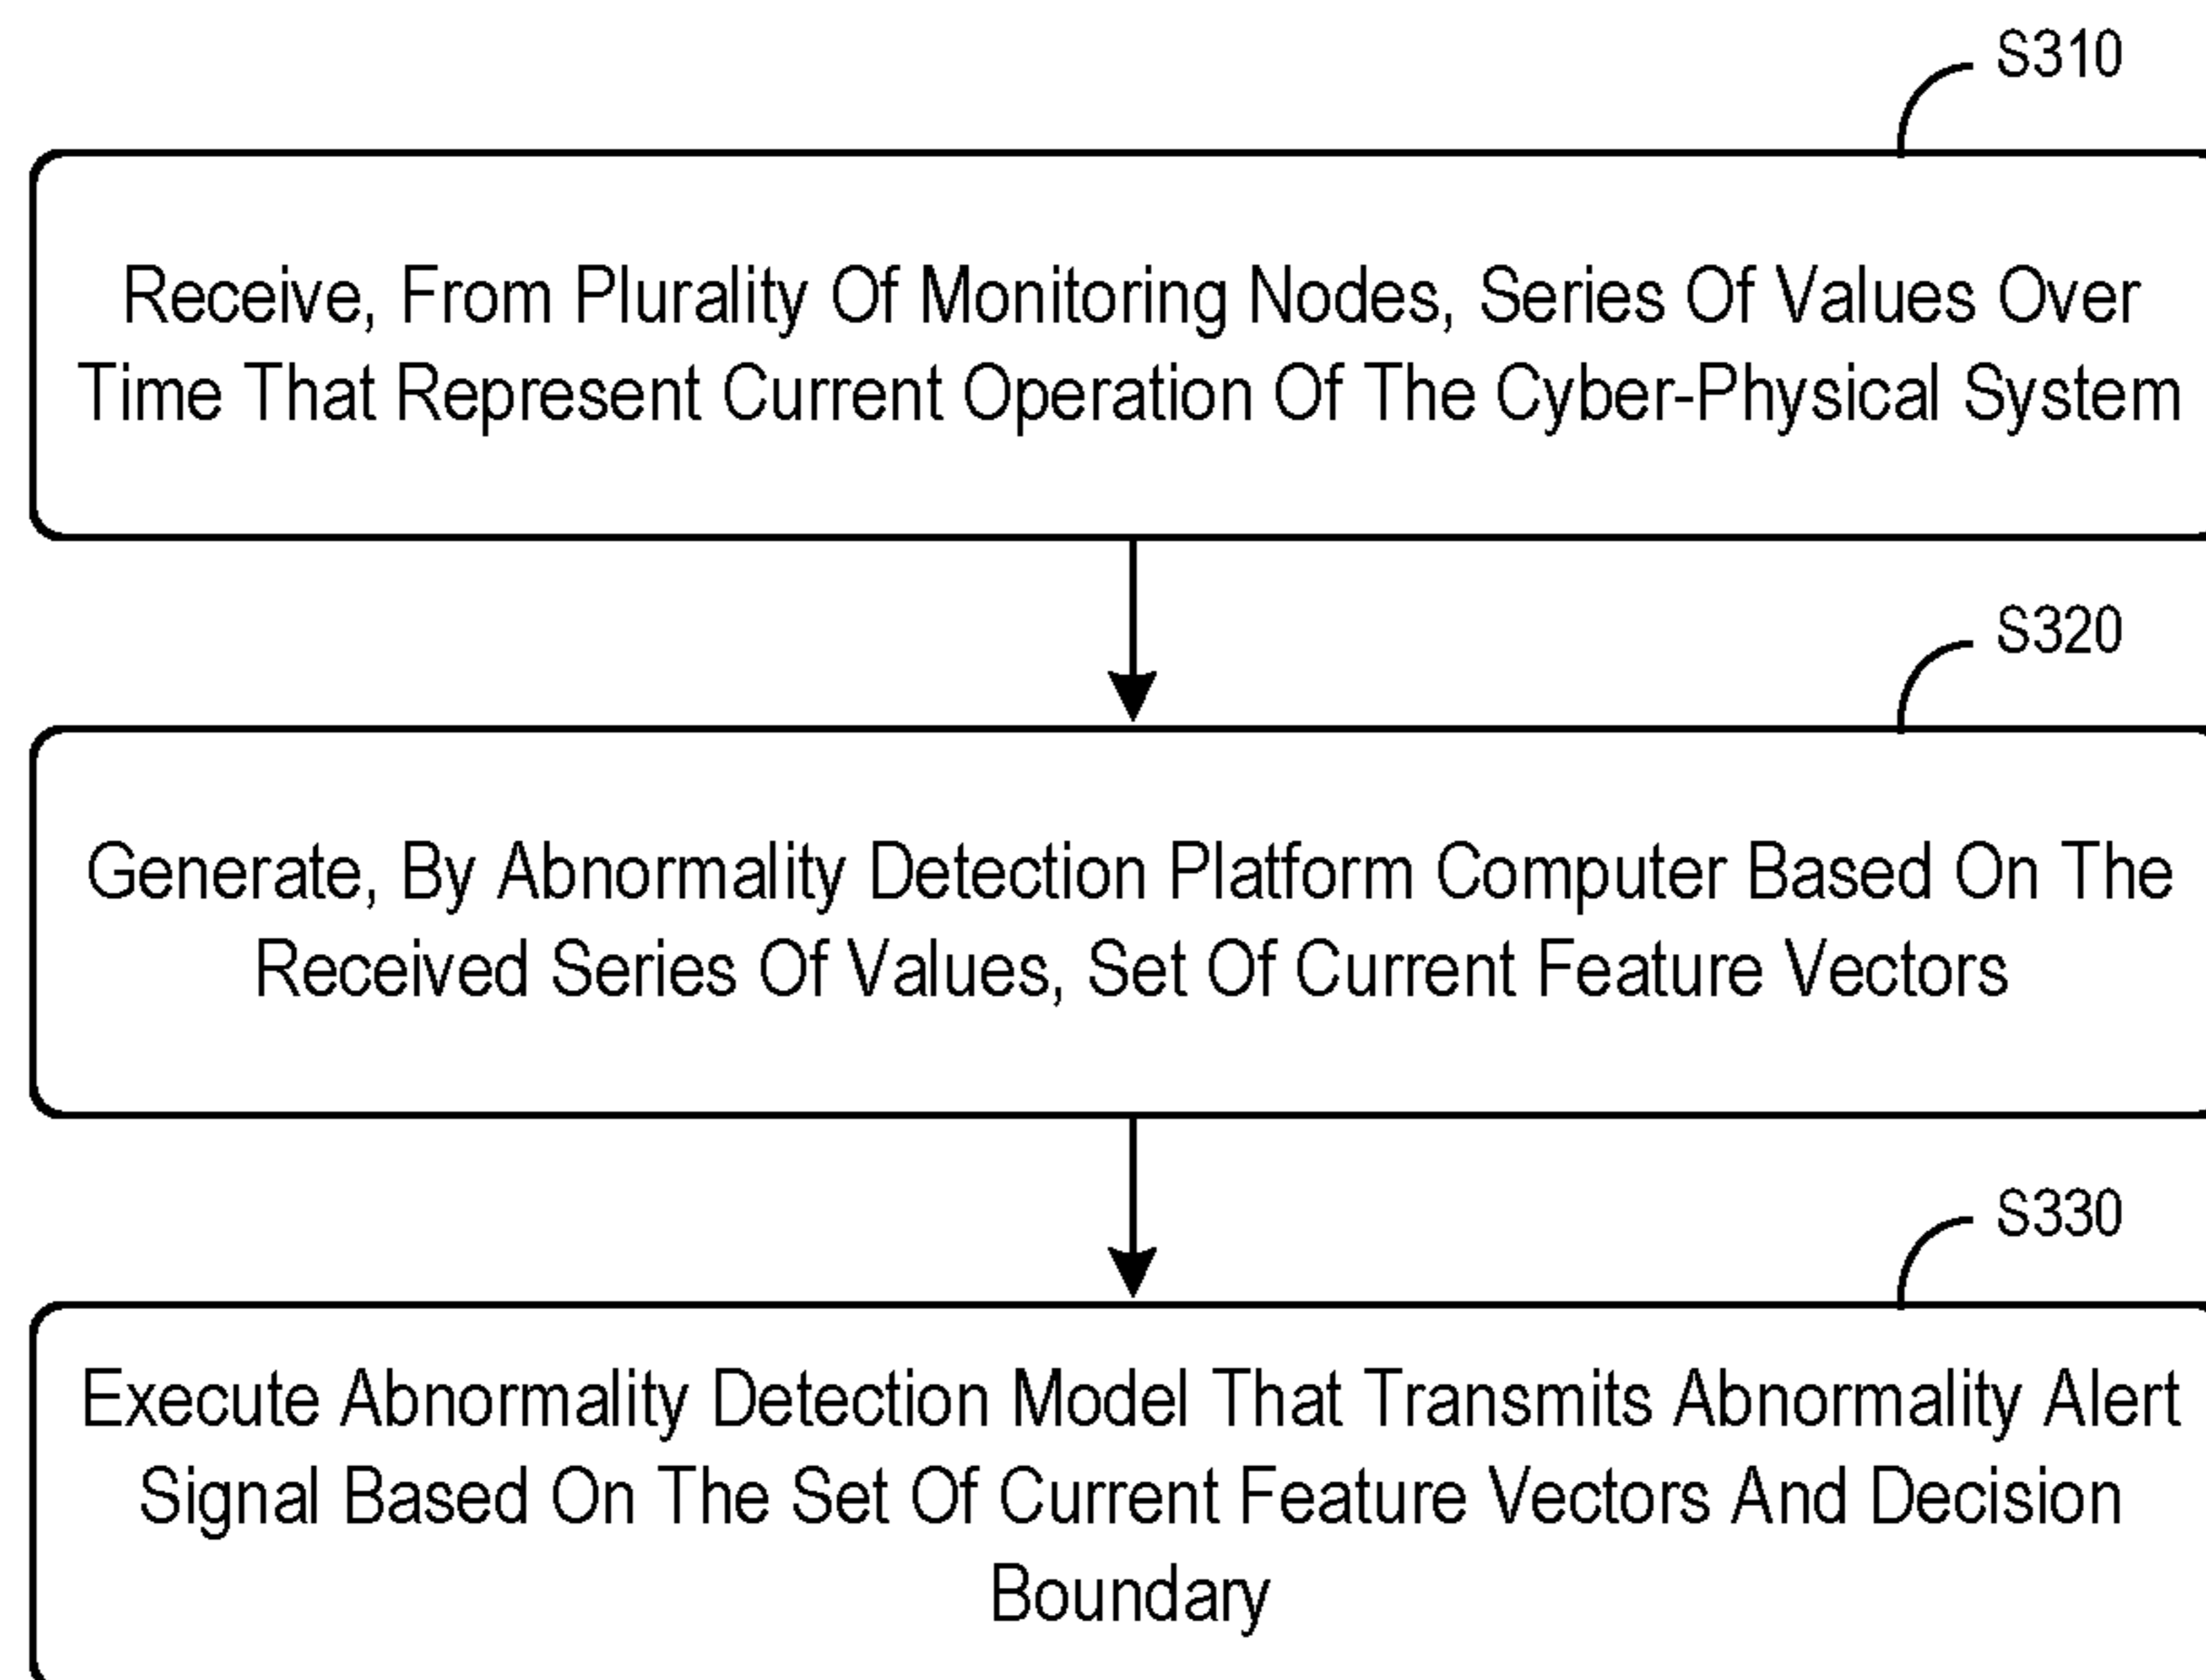 S310
Receive, From Plurality Of Monitoring Nodes, Series Of Values Over
Time That Represent Current Operation Of The Cyber-Physical System
S320
Generate, By Abnormality Detection Platform Computer Based On The
Received Series Of Values, Set Of Current Feature Vectors
S330
Execute Abnormality Detection Model That Transmits Abnormality Alert
Signal Based On The Set Of Current Feature Vectors And Decision
Boundary